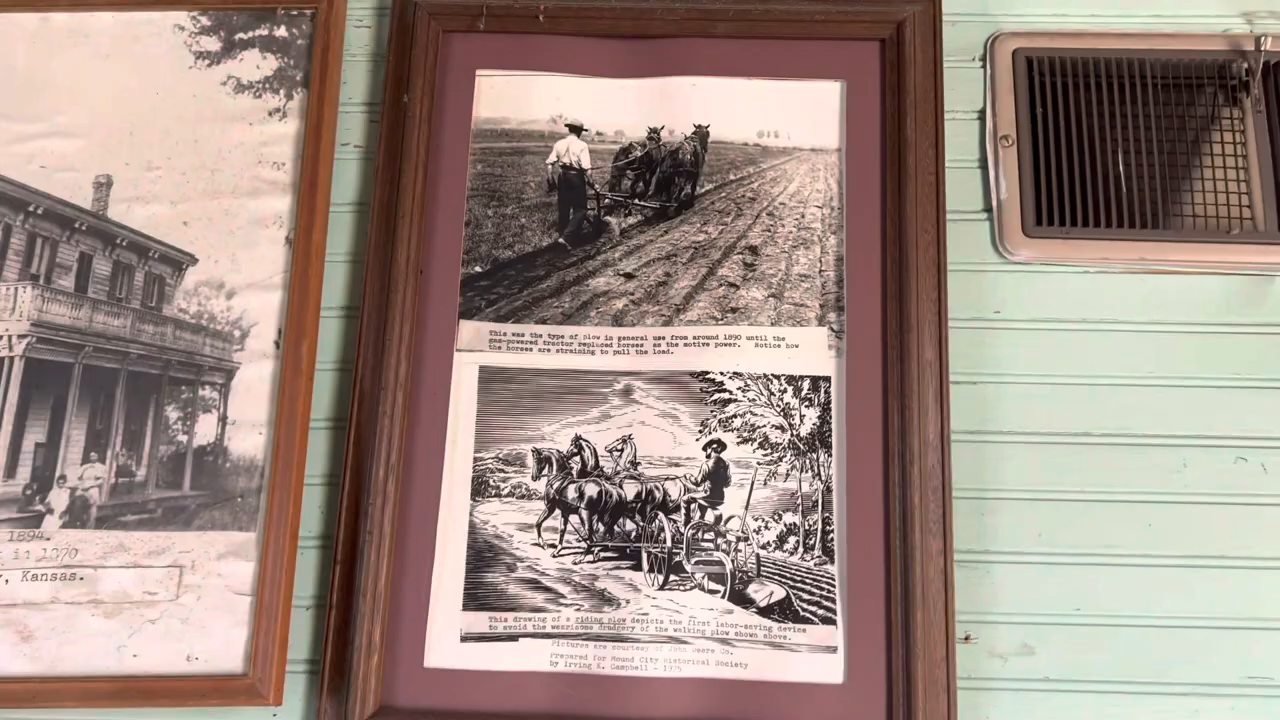 1894.
in 1870
, Kansas.
This was the type of plow in general use from around 1890 until the
gas-powered tractor replaced horses as the motive power. Notice how
the horses are straining to pull the load.
This drawing of a riding plow depicts the first labor-saving device
to avoid the wearisome drudgery of the walking plow shown above.
Pictures are courtesy of John Deere Co.
Prepared for Mound City Historical Society
by Irving K. Campbell - 1975